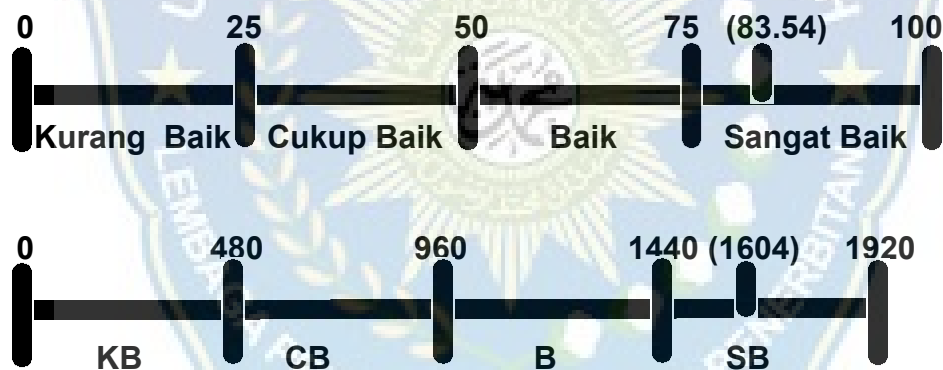 0 25 50 75 (83.54) 100
Kurang Baik Cukup Baik Baik Sangat Baik
0 480 960 1440 (1604) 1920
KB CB B SB